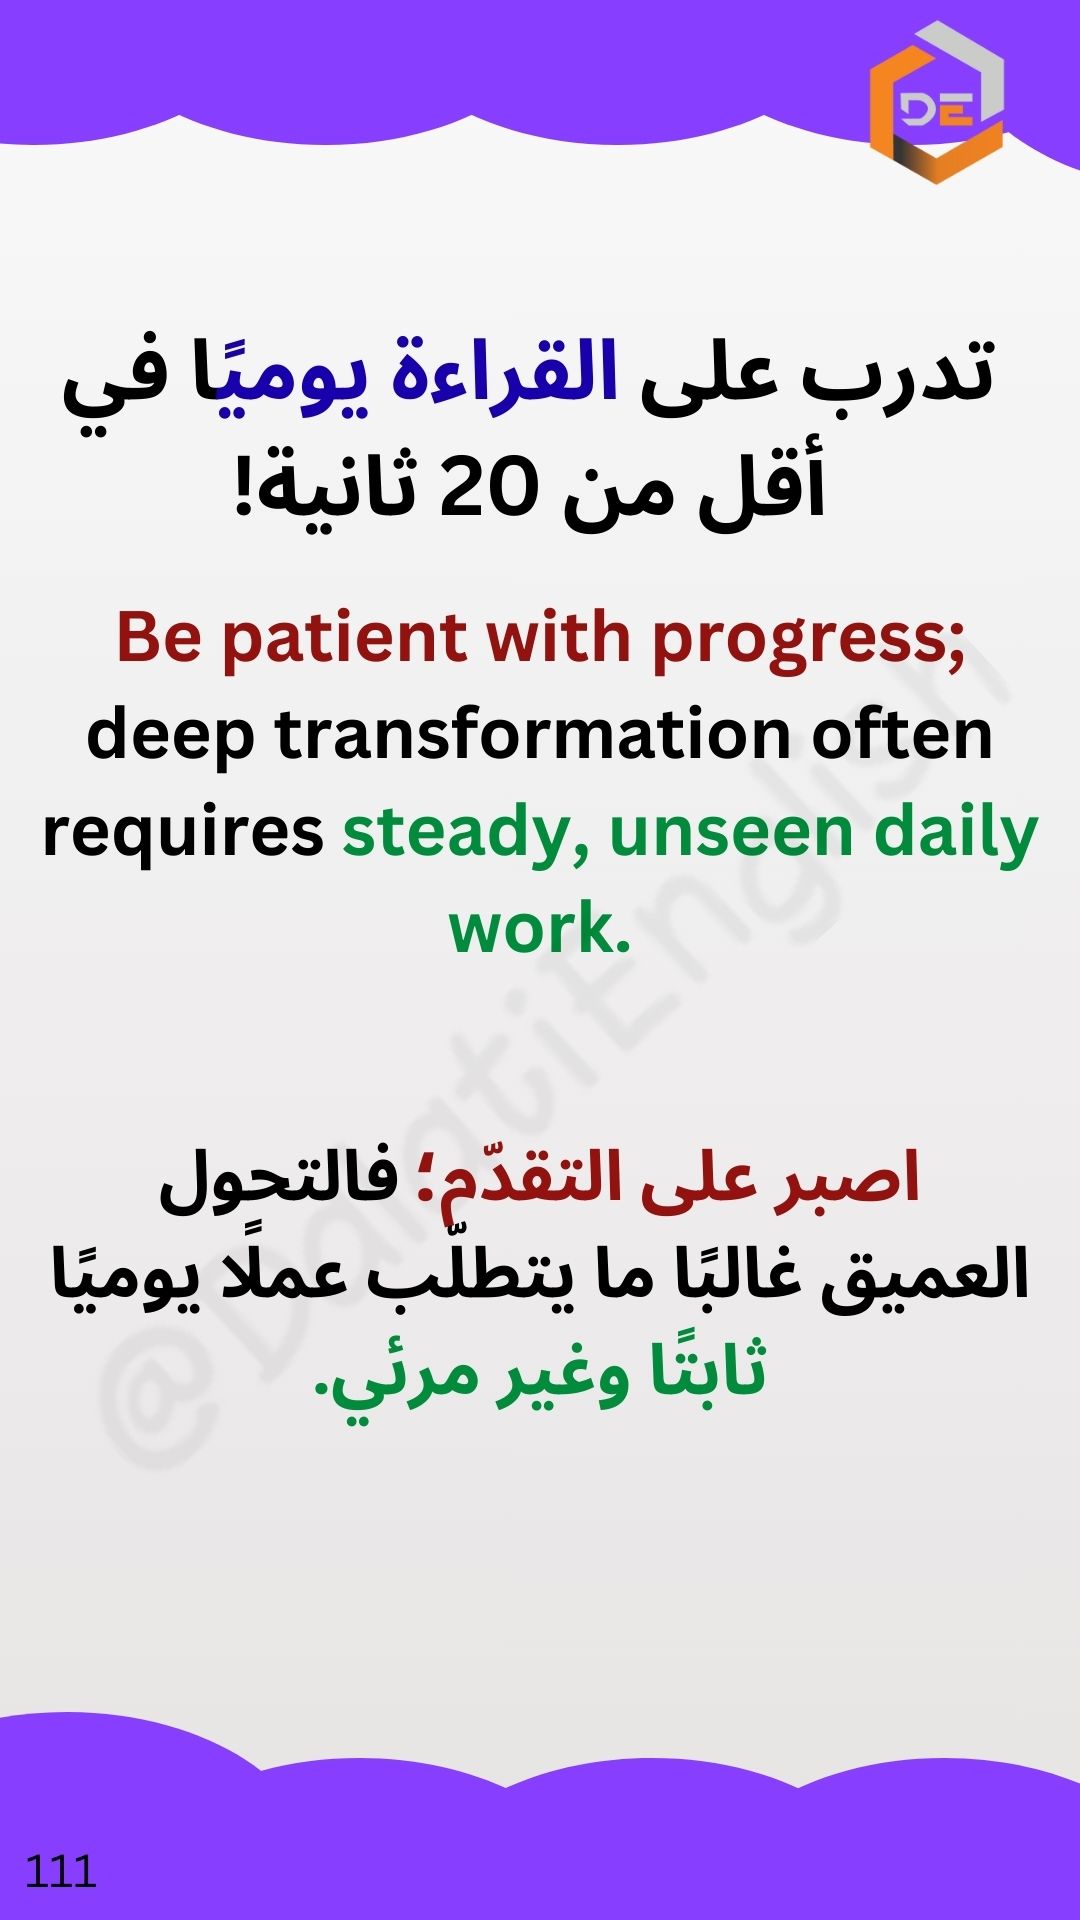 DE
تدرب على القراءة يوميًا في
أقل من 20 ثانية!
Be patient with progress;
deep transformation often
requires steady, unseen daily
work.
@DalatiEnglish
اصبر على التقدّم؛ فالتحول
العميق غالبًا ما يتطلّب عملًا يوميًا
ثابتًا وغير مرئي.
111